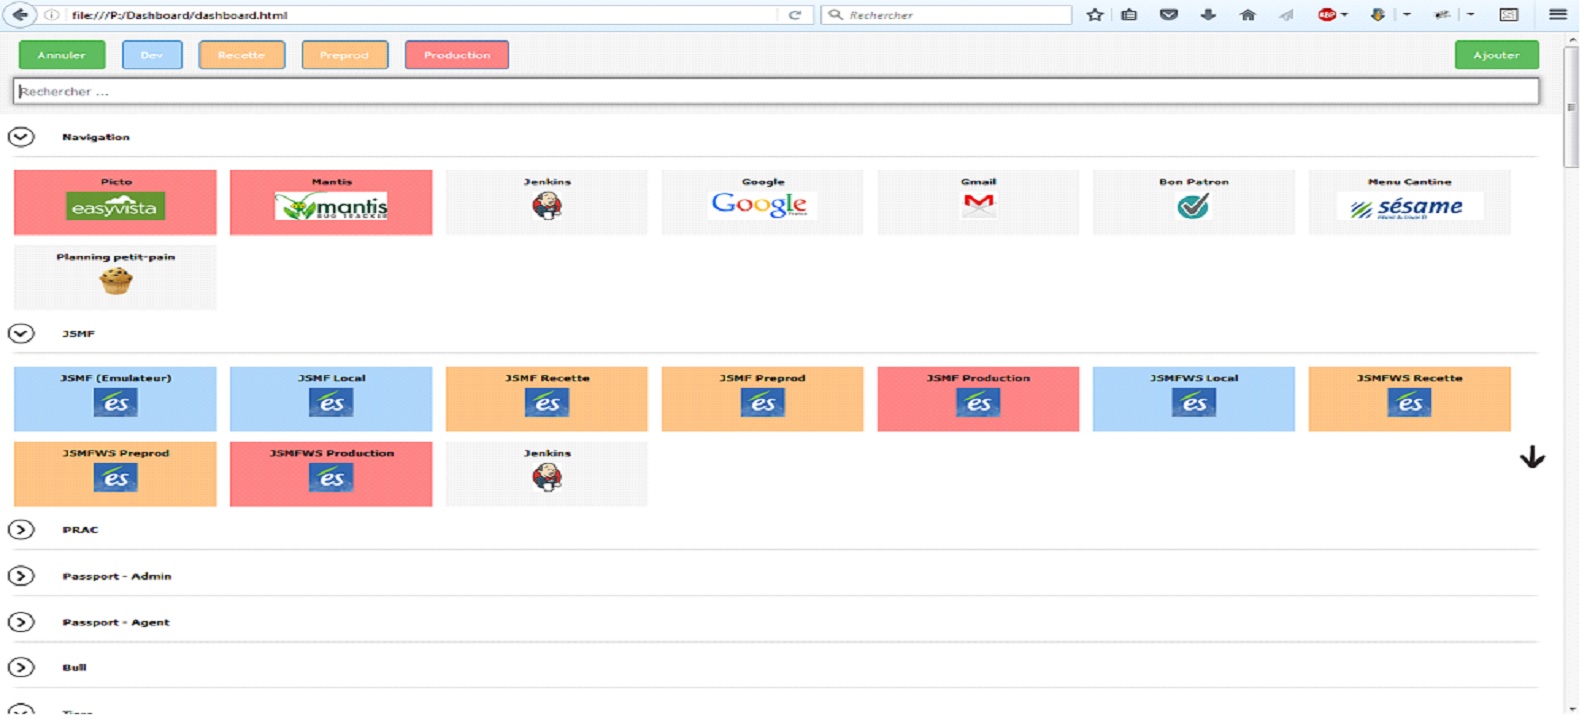 file:///P:/Dashboard/dashboard.html
Rechercher
ABP
Annuler Dev Recette Preprod Production Ajouter
Rechercher ...
Navigation
Picto Mantis Jenkins Google Gmail Bon Patron Menu Cantine
easyvista mantis BUG TRACKER Google France sésame
Planning petit-pain
JSMF
JSMF (Emulateur) JSMF Local JSMF Recette JSMF Preprod JSMF Production JSMFWS Local JSMFWS Recette
es es es es es es es
JSMFWS Preprod JSMFWS Production Jenkins
es es
PRAC
Passport - Admin
Passport - Agent
Bull